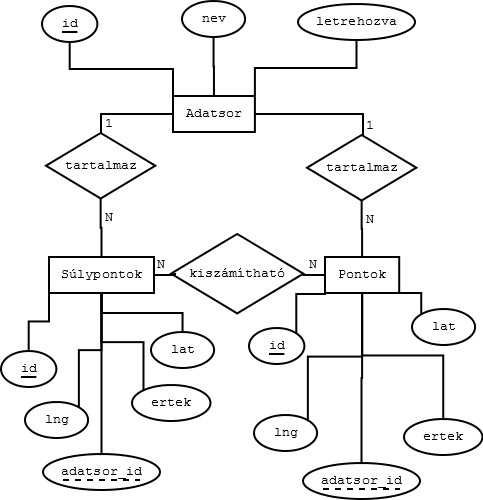 id
nev
letrehozva
Adatsor
1
1
tartalmaz
tartalmaz
N
N
Súlypontok
N
kiszámítható
N
Pontok
id
lat
id
lat
lng
ertek
lng
ertek
adatsor_id
adatsor_id